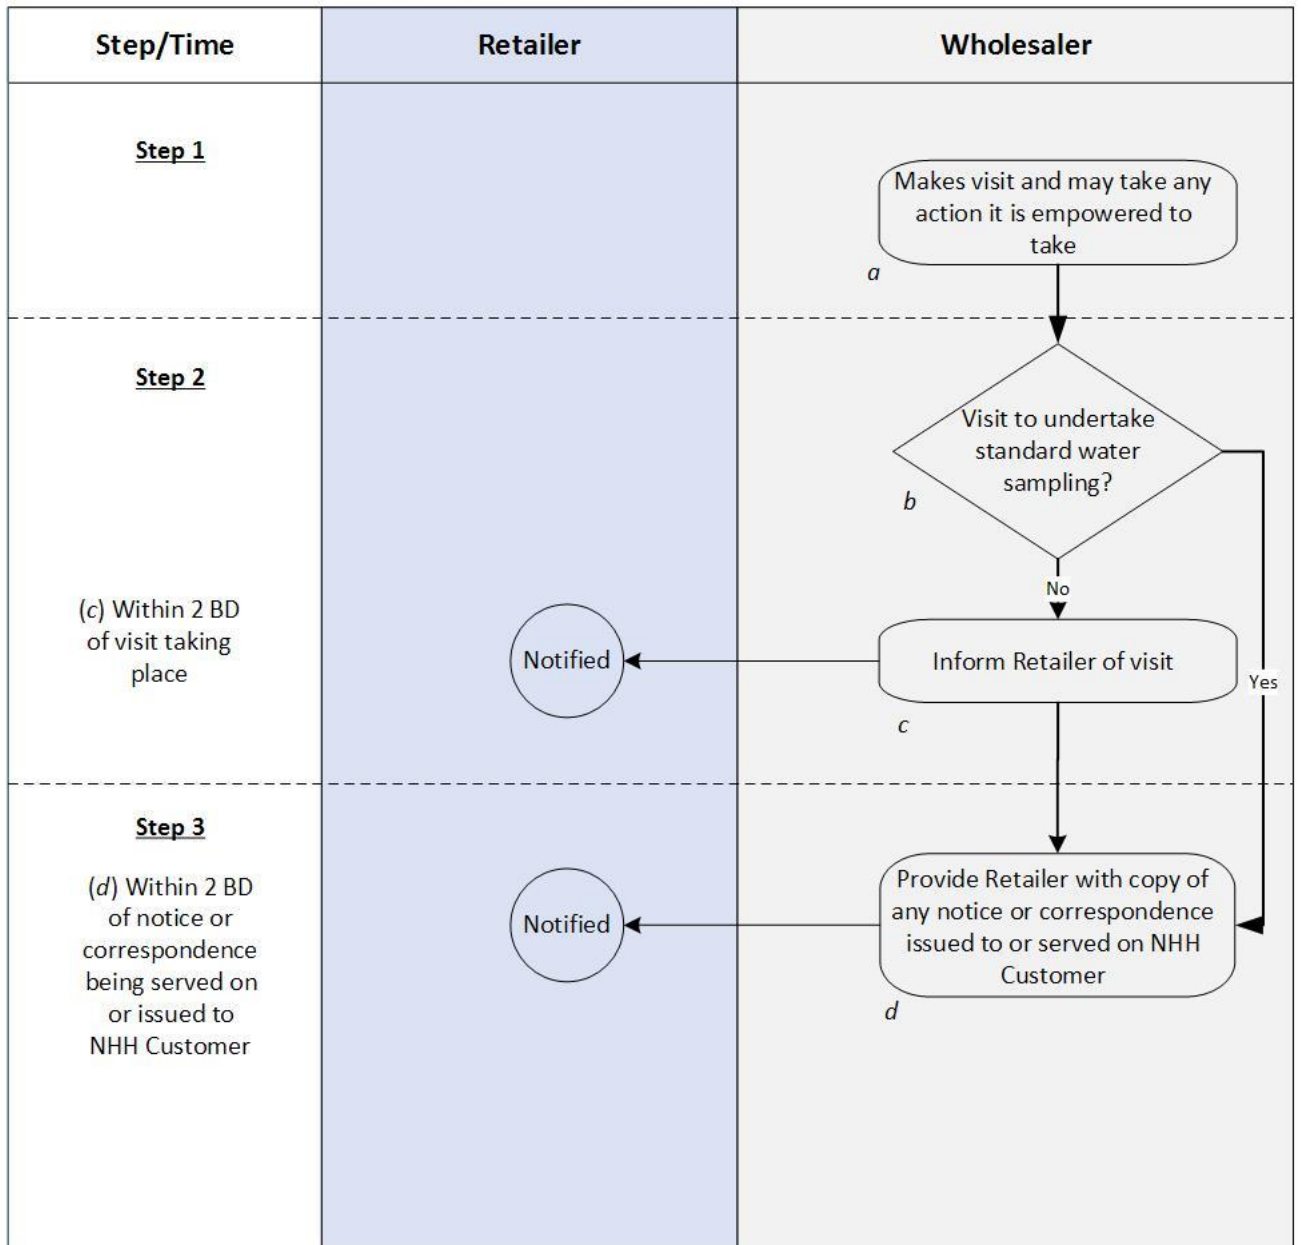 Step/Time
Retailer
Wholesaler
Step 1
Makes visit and may take any
action it is empowered to
take
a
Step 2
Visit to undertake
standard water
sampling?
b
No
(c) Within 2 BD
of visit taking
place
Notified
Inform Retailer of visit
Yes
c
Step 3
(d) Within 2 BD
of notice or
correspondence
being served on
or issued to
NHH Customer
Notified
Provide Retailer with copy of
any notice or correspondence
issued to or served on NHH
Customer
d